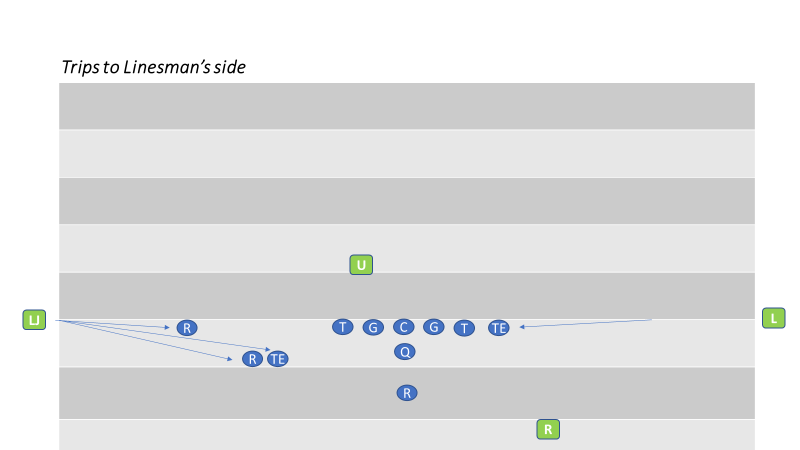 Trips to Linesman's side
U
LJ
L
R T G C G T TE
Q
R TE
R
R